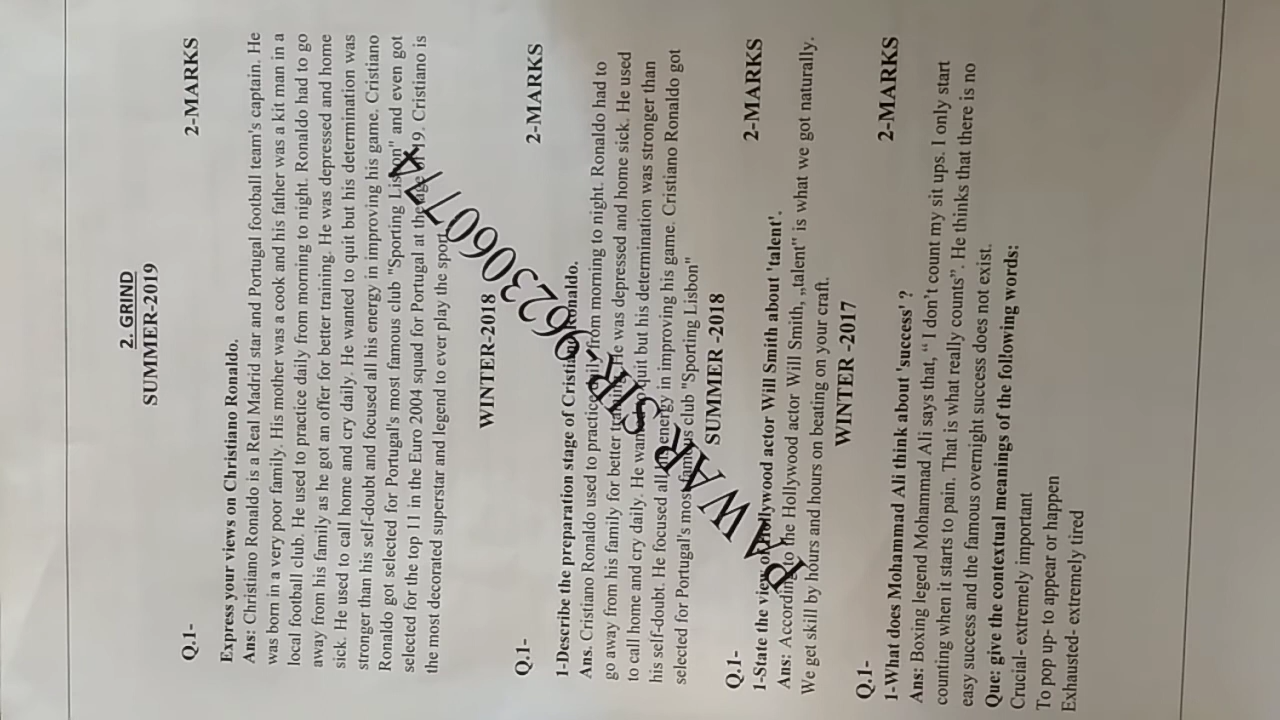 2. GRIND
SUMMER-2019
Q.1- 2-MARKS
Express your views on Christiano Ronaldo.
Ans: Christiano Ronaldo is a Real Madrid star and Portugal football team's captain. He
was born in a very poor family. His mother was a cook and his father was a kit man in a
local football club. He used to practice daily from morning to night. Ronaldo had to go
away from his family as he got an offer for better training. He was depressed and home
sick. He used to call home and cry daily. He wanted to quit but his determination was
stronger than his self-doubt and focused all his energy in improving his game. Cristiano
Ronaldo got selected for Portugal's most famous club "Sporting Lisbon" and even got
selected for the top 11 in the Euro 2004 squad for Portugal at the age of 19. Cristiano is
the most decorated superstar and legend to ever play the sport
WINTER-2018
Q.1- 2-MARKS
1-Describe the preparation stage of Cristiano Ronaldo.
Ans. Cristiano Ronaldo used to practice daily from morning to night. Ronaldo had to
go away from his family for better training. He was depressed and home sick. He used
to call home and cry daily. He wanted to quit but his determination was stronger than
his self-doubt. He focused all his energy in improving his game. Cristiano Ronaldo got
selected for Portugal's most famous club "Sporting Lisbon"
SUMMER -2018
Q.1- 2-MARKS
1-State the view of Hollywood actor Will Smith about 'talent'.
Ans: According to the Hollywood actor Will Smith, „talent" is what we got naturally.
We get skill by hours and hours on beating on your craft.
WINTER -2017
Q.1- 2-MARKS
1-What does Mohammad Ali think about 'success' ?
Ans: Boxing legend Mohammad Ali says that, “ I don’t count my sit ups. I only start
counting when it starts to pain. That is what really counts”. He thinks that there is no
easy success and the famous overnight success does not exist.
Que: give the contextual meanings of the following words:
Crucial- extremely important
To pop up- to appear or happen
Exhausted- extremely tired
PAWAR SIR-9623060774